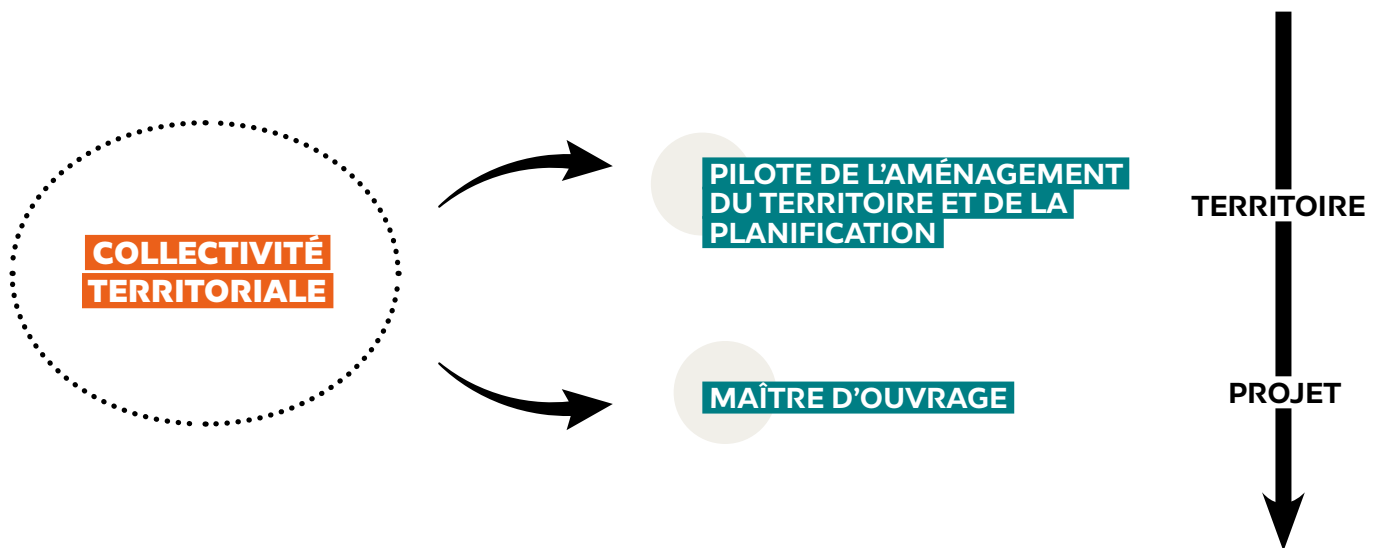 COLLECTIVITÉ
TERRITORIALE
PILOTE DE L’AMÉNAGEMENT
DU TERRITOIRE ET DE LA
PLANIFICATION
TERRITOIRE
MAÎTRE D’OUVRAGE
PROJET